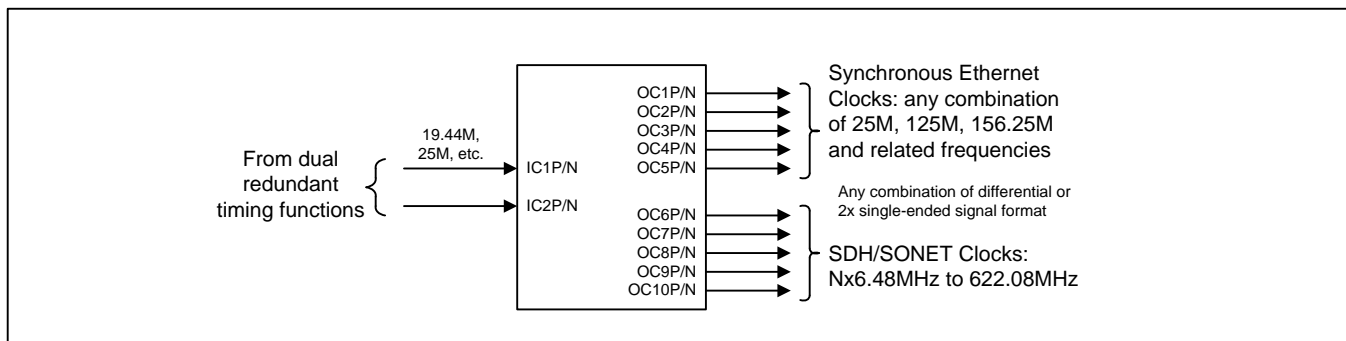 From dual
redundant
timing functions
19.44M,
25M, etc.
IC1P/N
IC2P/N
OC1P/N
OC2P/N
OC3P/N
OC4P/N
OC5P/N
OC6P/N
OC7P/N
OC8P/N
OC9P/N
OC10P/N
Synchronous Ethernet
Clocks: any combination
of 25M, 125M, 156.25M
and related frequencies
Any combination of differential or
2x single-ended signal format
SDH/SONET Clocks:
Nx6.48MHz to 622.08MHz